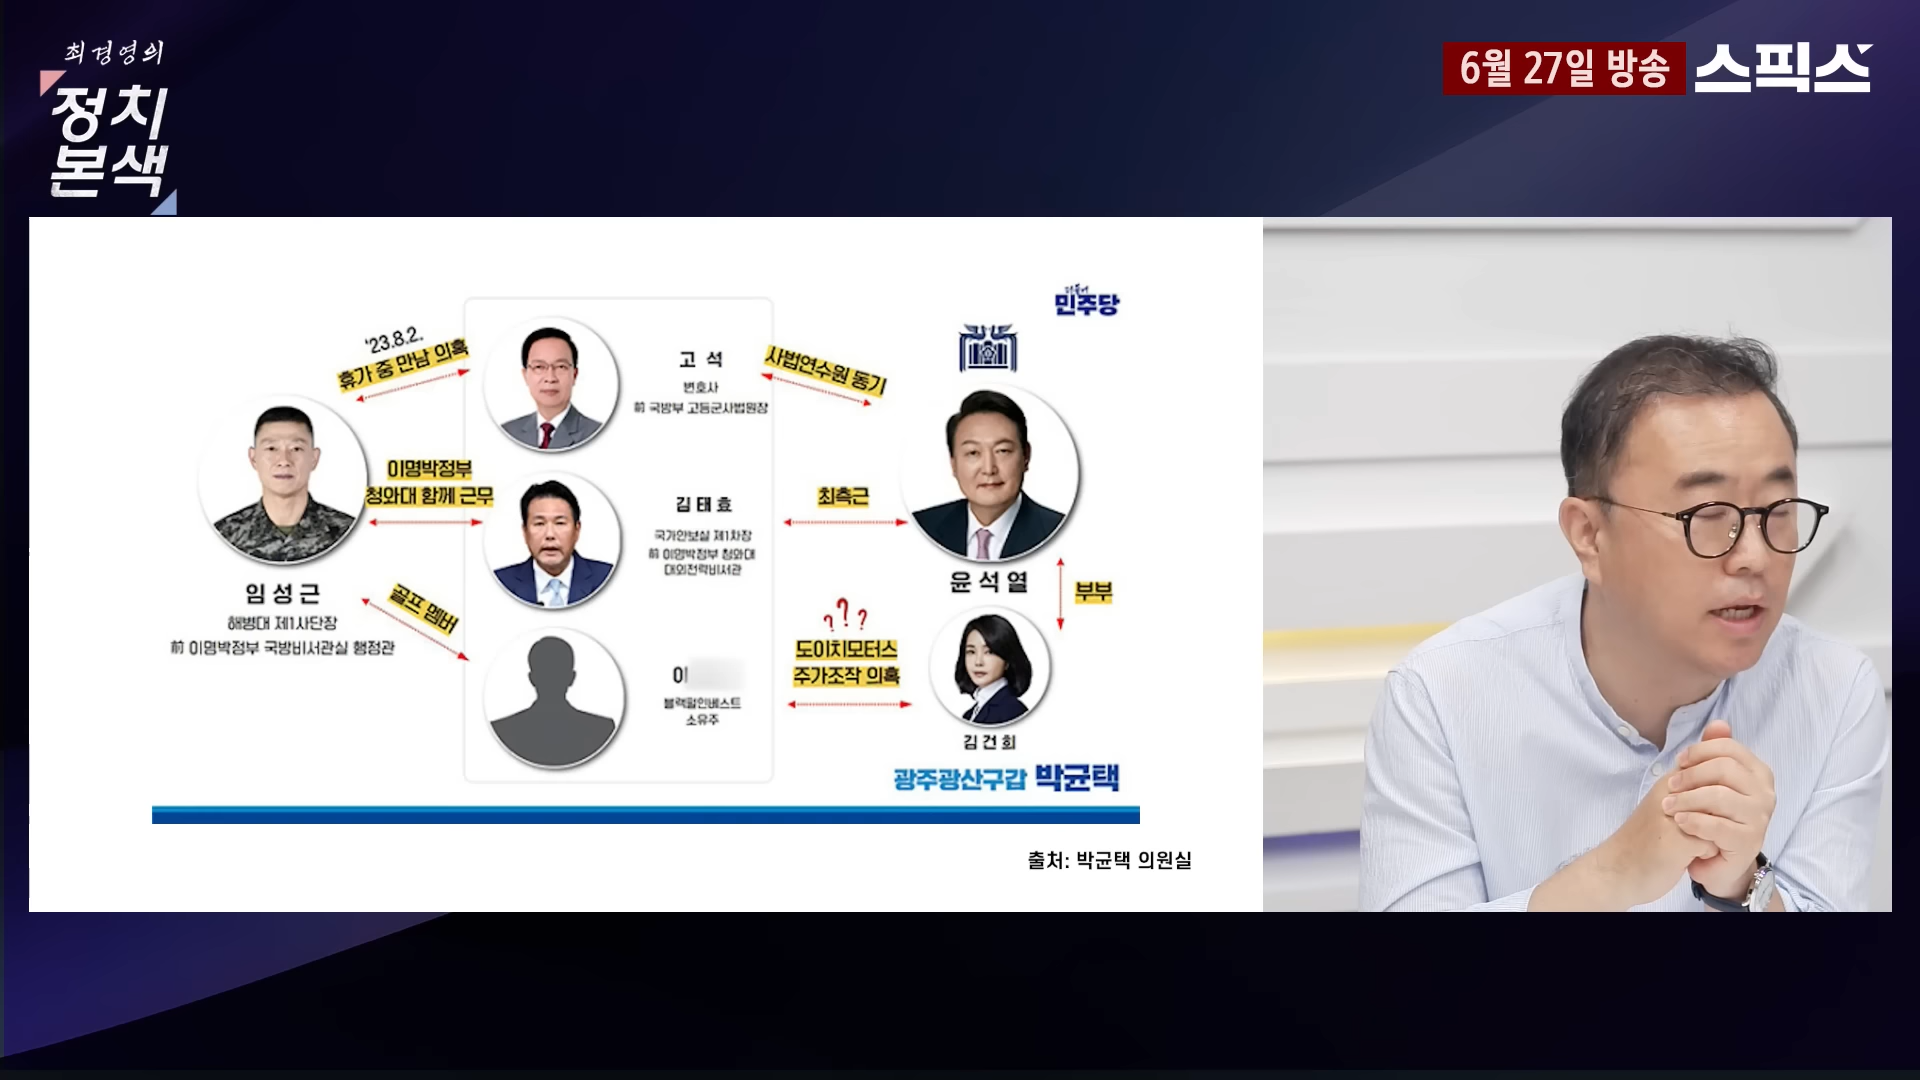 최경영의
정치
본색
6월 27일 방송
스픽스
더불어
민주당
'23.8.2.
휴가 중 만남 의혹
고 석
변호사
前 국방부 고등군사법원장
사법연수원 동기
이명박정부
청와대 함께 근무
김 태 효
국가안보실 제1차장
前 이명박정부 청와대
대외전략비서관
최측근
임 성 근
해병대 제1사단장
前 이명박정부 국방비서관실 행정관
윤 석 열
부부
골프 멤버
이
블랙펄인베스트
소유주
???
도이치모터스
주가조작 의혹
김 건 희
광주광산구갑 박균택
출처: 박균택 의원실